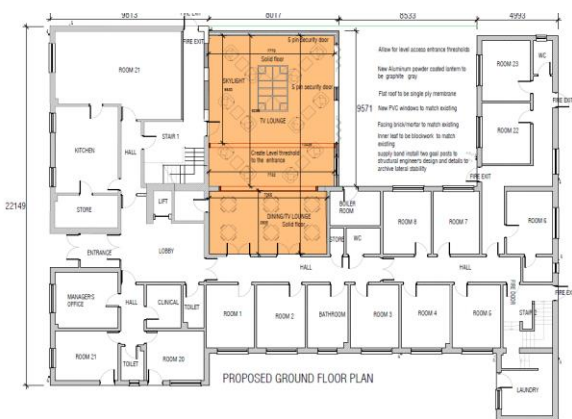 9813
8017
8533
4993
FIRE EXIT
FIRE EXIT
5 pin security door
Solid floor
ROOM 21
SKYLIGHT
5 pin security door
TV LOUNGE
Allow for level access entrance thresholds
New Aluminum powder coated lantern to
be graphite gray
Flat roof to be single ply membrane
New PVC windows to match existing
Facing brick/mortar to match existing
Inner leaf to be blockwork to match
existing
supply band install two goal posts to
structural engineer's design and details to
archive lateral stability
9571
ROOM 23
WC
FIRE EXIT
ROOM 22
FIRE EXIT
KITCHEN
HALL
STAIR 1
Create Level threshold
to the entrance
STORE
LIFT
22149
BOILER
ROOM
ROOM 8
ROOM 7
ROOM 6
DINING/TV LOUNGE
Solid floor
STORE
WC
ENTRANCE
LOBBY
HALL
HALL
MANAGER'S
OFFICE
HALL
CLINICAL
TOILET
ROOM 1
ROOM 2
BATHROOM
ROOM 3
ROOM 4
ROOM 5
FIRE DOOR
STAIR 2
FIRE EXIT
ROOM 21
TOILET
ROOM 20
PROPOSED GROUND FLOOR PLAN
LAUNDRY